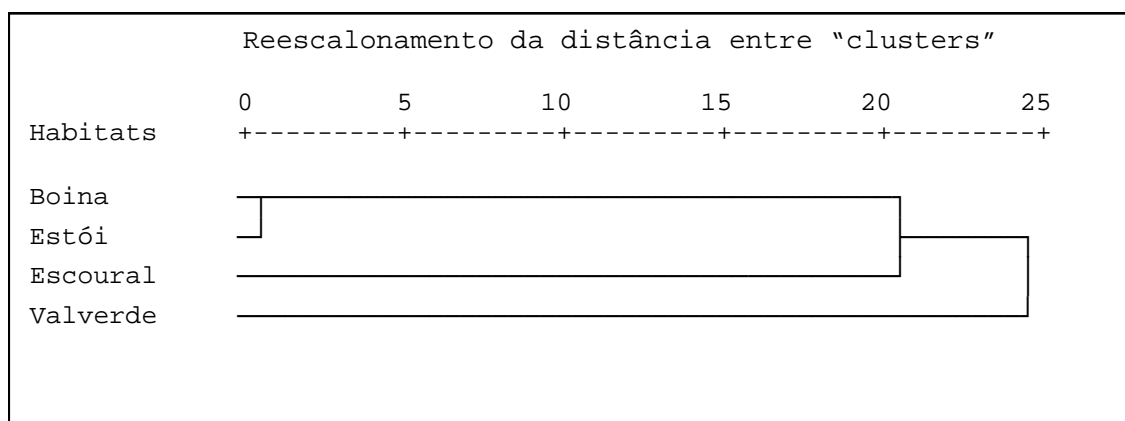 Reescalonamento da distância entre “clusters”
0 5 10 15 20 25
Habitats +---------+---------+---------+---------+---------+
Boina
Estói
Escoural
Valverde